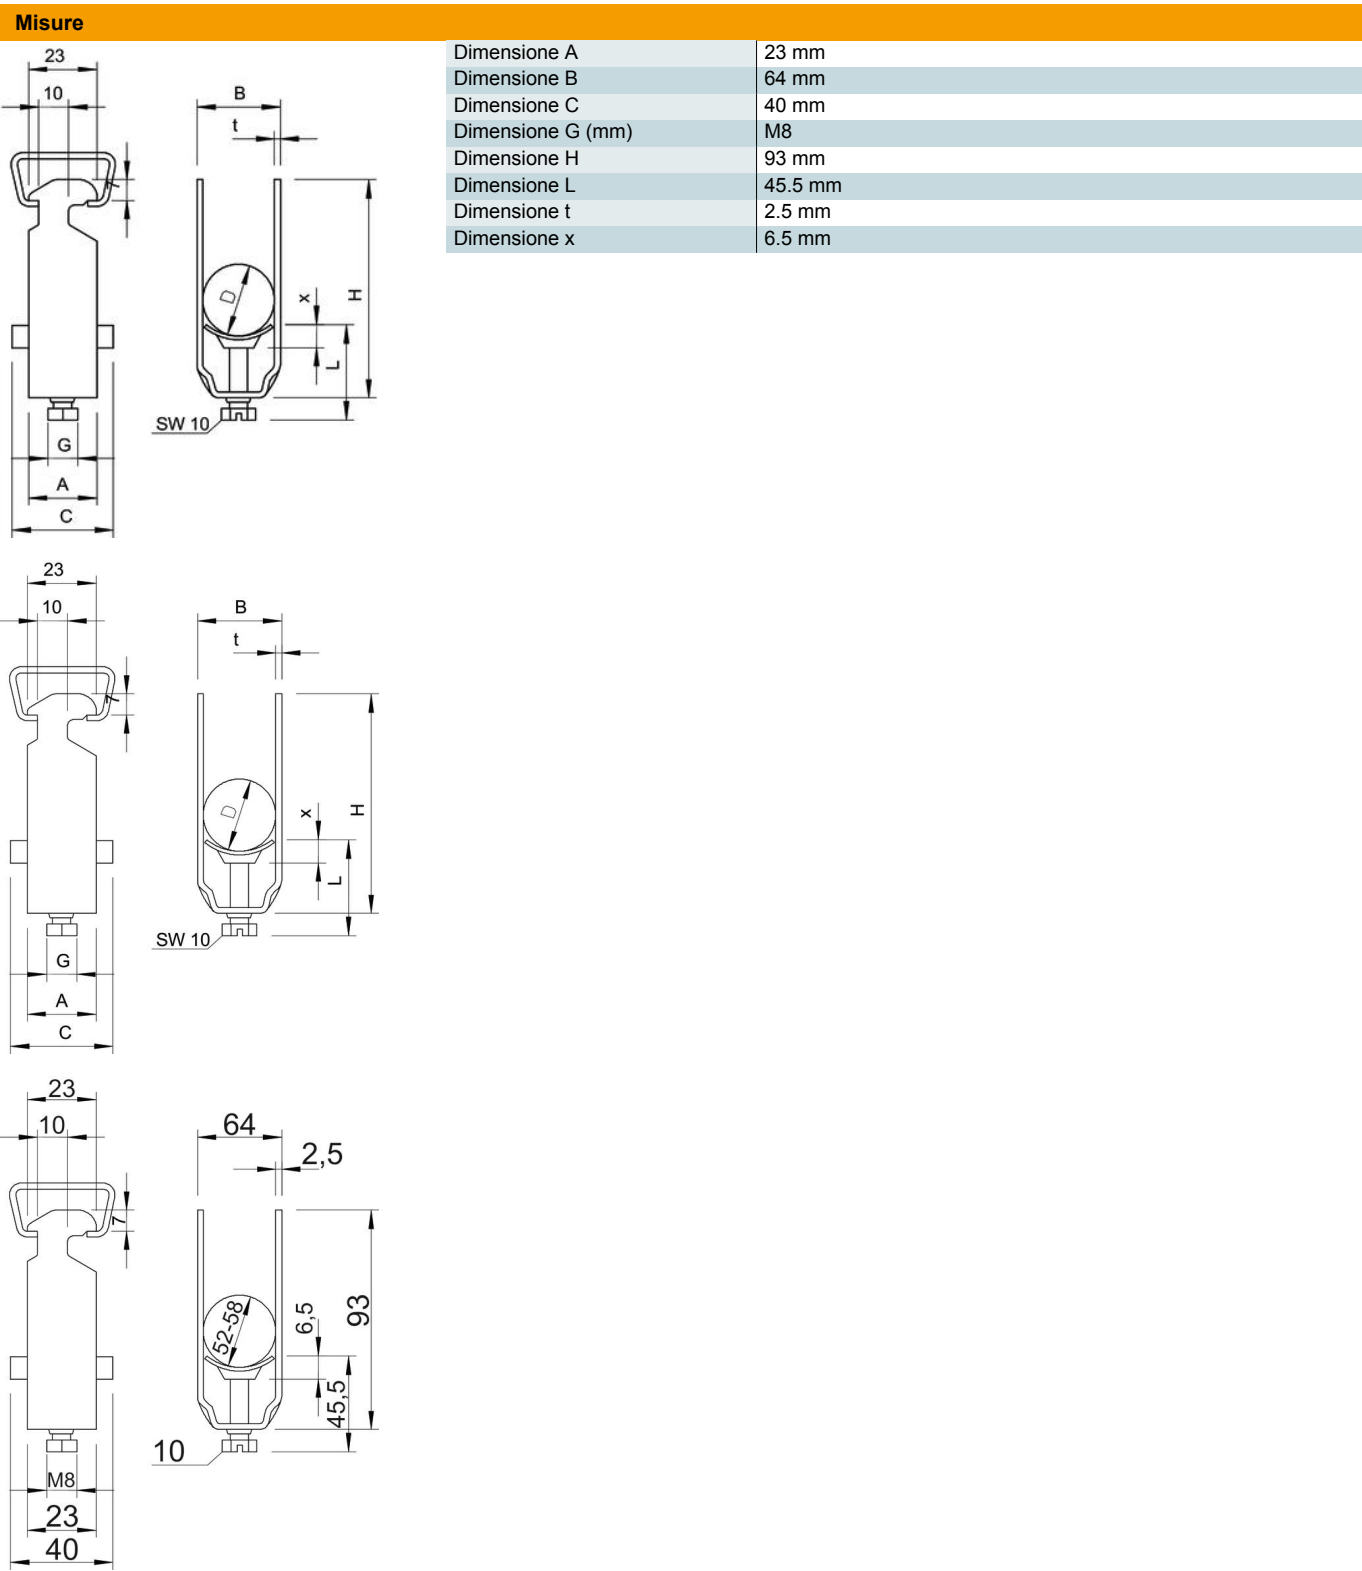 Misure
Dimensione A 23 mm
Dimensione B 64 mm
Dimensione C 40 mm
Dimensione G (mm) M8
Dimensione H 93 mm
Dimensione L 45.5 mm
Dimensione t 2.5 mm
Dimensione x 6.5 mm
23
10
7
G
A
C
B
t
D
x
H
L
SW 10
23
10
7
G
A
C
B
t
D
x
H
L
SW 10
23
10
7
M8
23
40
64
2,5
52-58
6,5
93
45,5
10